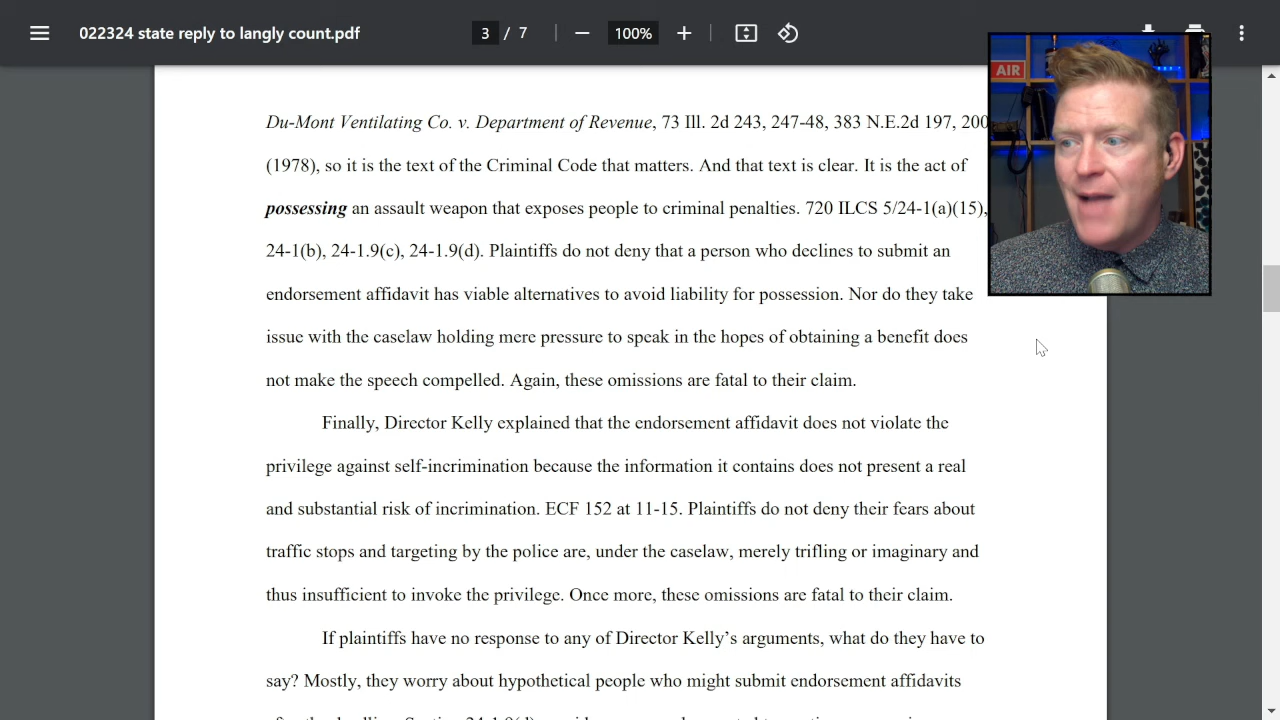 022324 state reply to langly count.pdf
3 / 7
100%
AIR
Du-Mont Ventilating Co. v. Department of Revenue, 73 Ill. 2d 243, 247-48, 383 N.E.2d 197, 200
(1978), so it is the text of the Criminal Code that matters. And that text is clear. It is the act of
possessing an assault weapon that exposes people to criminal penalties. 720 ILCS 5/24-1(a)(15),
24-1(b), 24-1.9(c), 24-1.9(d). Plaintiffs do not deny that a person who declines to submit an
endorsement affidavit has viable alternatives to avoid liability for possession. Nor do they take
issue with the caselaw holding mere pressure to speak in the hopes of obtaining a benefit does
not make the speech compelled. Again, these omissions are fatal to their claim.
Finally, Director Kelly explained that the endorsement affidavit does not violate the
privilege against self-incrimination because the information it contains does not present a real
and substantial risk of incrimination. ECF 152 at 11-15. Plaintiffs do not deny their fears about
traffic stops and targeting by the police are, under the caselaw, merely trifling or imaginary and
thus insufficient to invoke the privilege. Once more, these omissions are fatal to their claim.
If plaintiffs have no response to any of Director Kelly's arguments, what do they have to
say? Mostly, they worry about hypothetical people who might submit endorsement affidavits